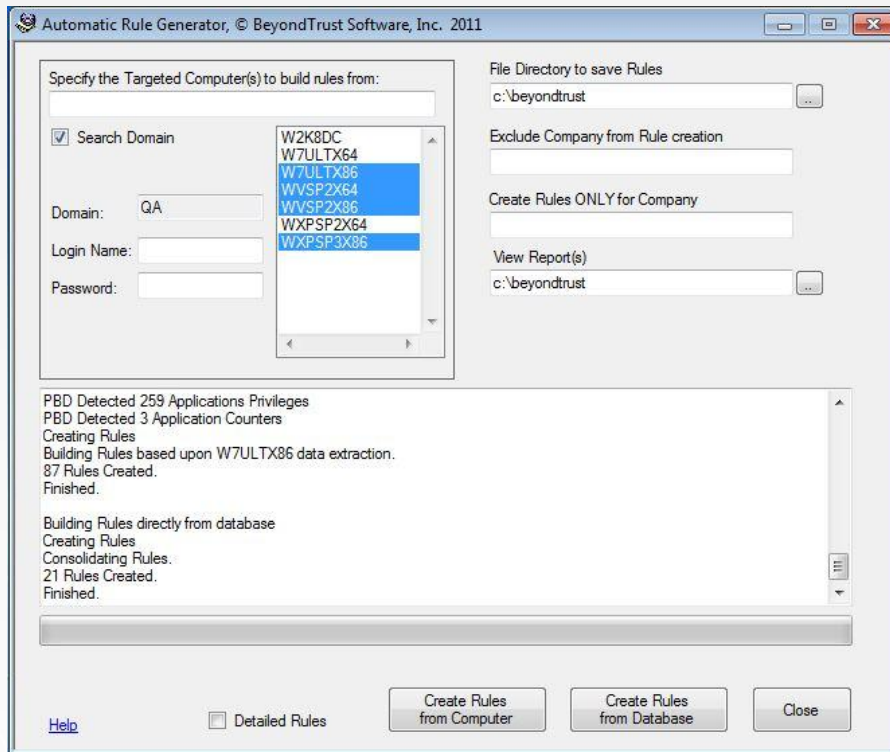 Automatic Rule Generator, © BeyondTrust Software, Inc. 2011
Specify the Targeted Computer(s) to build rules from:
Search Domain
W2K8DC
W7ULTX64
W7ULTX86
WVSP2X64
WVSP2X86
WXPSP2X64
WXPSP3X86
Domain:
QA
Login Name:
Password:
File Directory to save Rules
c:\beyondtrust
..
Exclude Company from Rule creation
Create Rules ONLY for Company
View Report(s)
c:\beyondtrust
..
PBD Detected 259 Applications Privileges
PBD Detected 3 Application Counters
Creating Rules
Building Rules based upon W7ULTX86 data extraction.
87 Rules Created.
Finished.
Building Rules directly from database
Creating Rules
Consolidating Rules.
21 Rules Created.
Finished.
Help
Detailed Rules
Create Rules
from Computer
Create Rules
from Database
Close